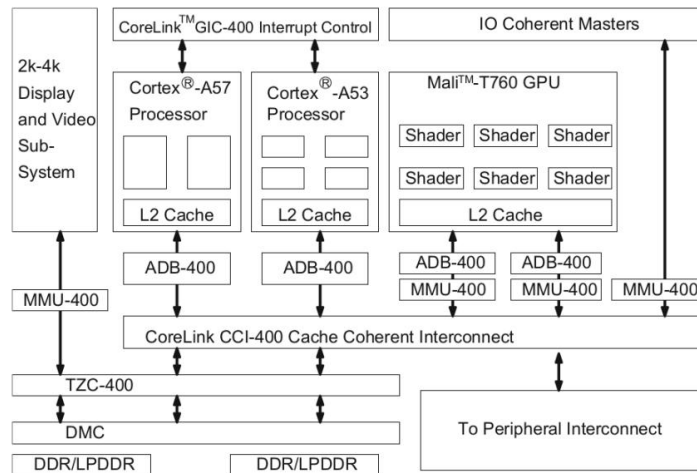 CoreLink™GIC-400 Interrupt Control
IO Coherent Masters
2k-4k
Display
and Video
Sub-
System
Cortex®-A57
Processor
L2 Cache
Cortex®-A53
Processor
L2 Cache
Mali™-T760 GPU
Shader Shader Shader
Shader Shader Shader
L2 Cache
ADB-400 ADB-400 ADB-400 ADB-400
MMU-400 MMU-400 MMU-400 MMU-400
CoreLink CCI-400 Cache Coherent Interconnect
TZC-400
DMC
To Peripheral Interconnect
DDR/LPDDR DDR/LPDDR